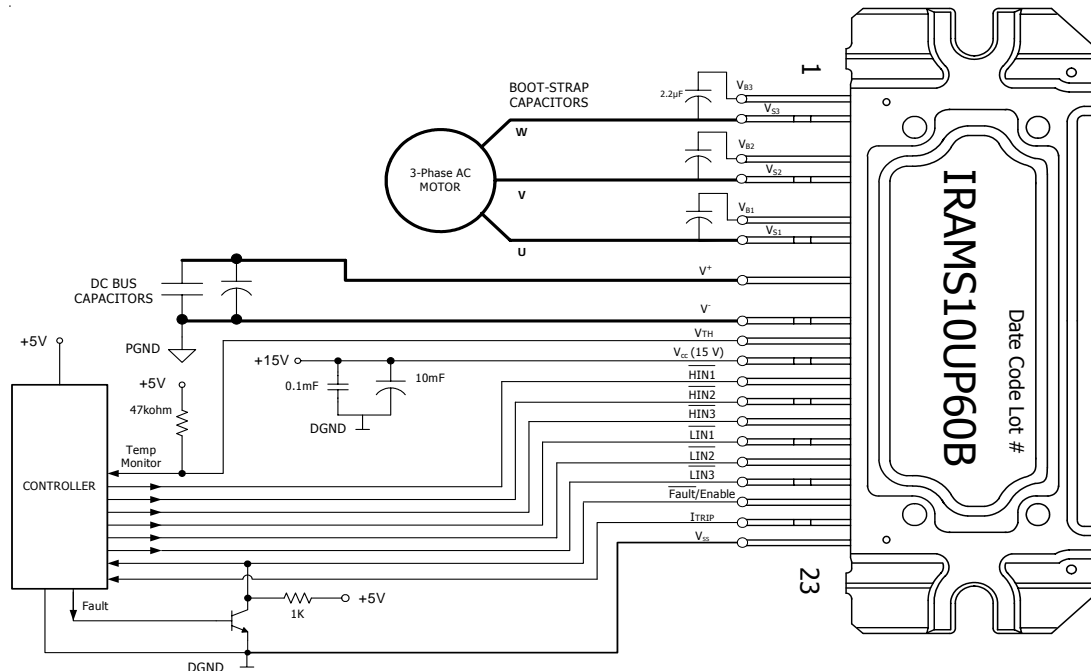 1
BOOT-STRAP
CAPACITORS
2.2µF
VB3
VS3
W
3-Phase AC
MOTOR
VB2
VS2
V
VB1
VS1
U
V+
DC BUS
CAPACITORS
V-
PGND
VTH
+5V
+15V
Vcc (15 V)
+5V
0.1mF
10mF
HIN1
47kohm
HIN2
DGND
HIN3
Temp
Monitor
LIN1
LIN2
CONTROLLER
LIN3
Fault/Enable
ITRIP
Vss
23
Fault
1K
+5V
DGND
IRAMS10UP60B
Date Code Lot #